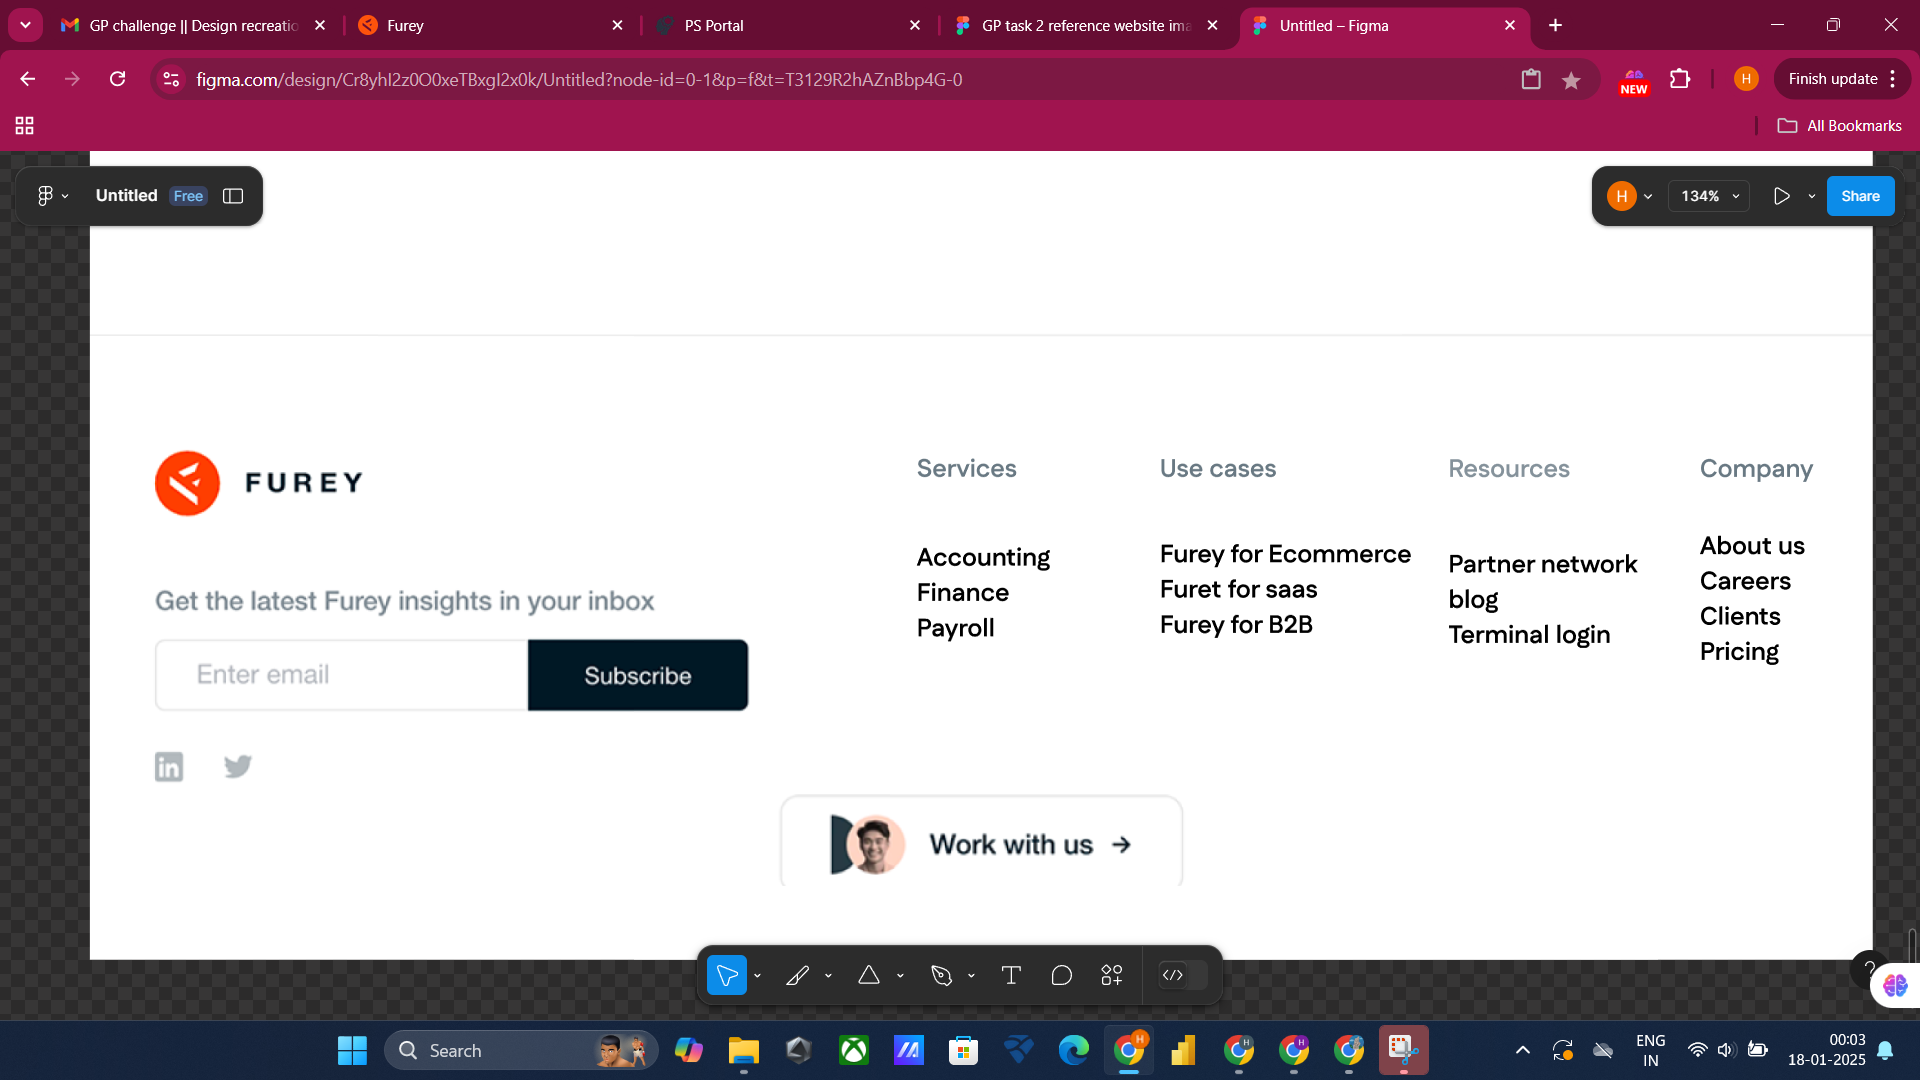 GP challenge || Design recreatio
Furey
PS Portal
GP task 2 reference website ima
Untitled – Figma
figma.com/design/Cr8yhI2z0O0xeTBxgI2x0k/Untitled?node-id=0-1&p=f&t=T3129R2hAZnBbp4G-0
NEW
H
Finish update
All Bookmarks
Untitled
Free
H
134%
Share
FUREY
Get the latest Furey insights in your inbox
Enter email
Subscribe
in
Services
Accounting
Finance
Payroll
Use cases
Furey for Ecommerce
Furet for saas
Furey for B2B
Resources
Partner network
blog
Terminal login
Company
About us
Careers
Clients
Pricing
Work with us →
?
Search
ENG
IN
00:03
18-01-2025